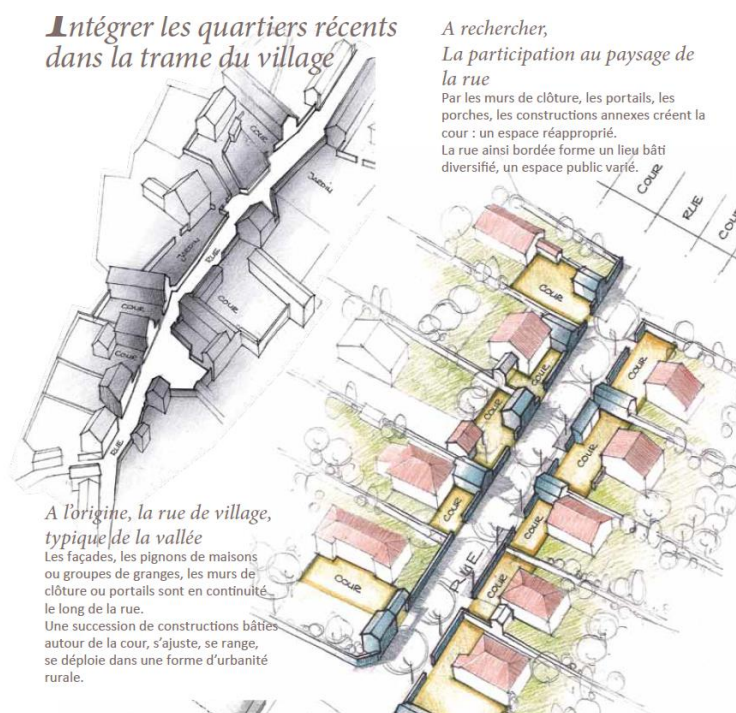 Intégrer les quartiers récents
dans la trame du village
A rechercher,
La participation au paysage de
la rue
Par les murs de clôture, les portails, les
porches, les constructions annexes créent la
cour : un espace réapproprié.
La rue ainsi bordée forme un lieu bâti
diversifié, un espace public varié.
COUR
RUE
COUR
COUR
JARDIN
JARDIN
RUE
COUR
COUR
COUR
RUE
COUR
COUR
COUR
COUR
COUR
COUR
COUR
COUR
COUR
RUE
COUR
A l'origine, la rue de village,
typique de la vallée
Les façades, les pignons de maisons
ou groupes de granges, les murs de
clôture ou portails sont en continuité
le long de la rue.
Une succession de constructions bâties
autour de la cour, s'ajuste, se range,
se déploie dans une forme d'urbanité
rurale.